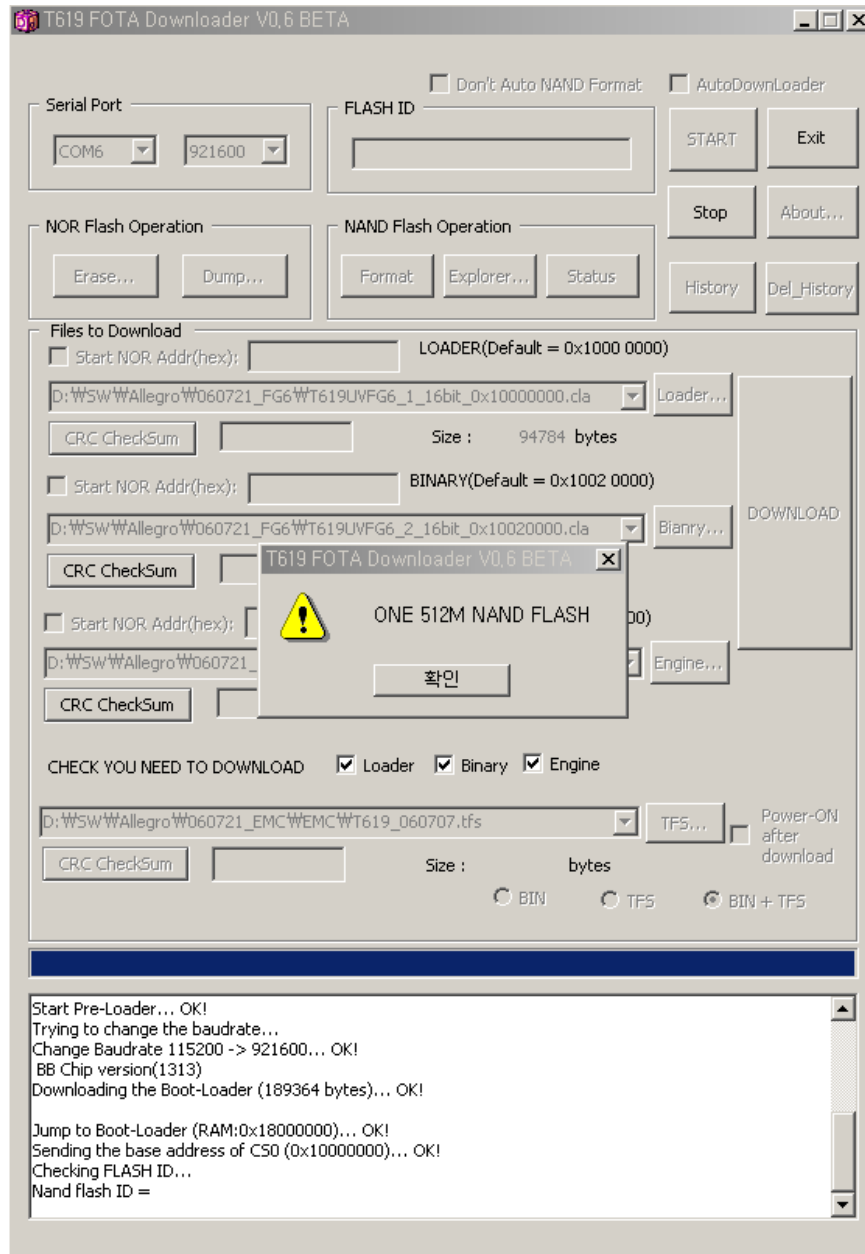 T619 FOTA Downloader V0,6 BETA
Don't Auto NAND Format
AutoDownLoader
Serial Port
COM6
921600
FLASH ID
START
Exit
Stop
About...
NOR Flash Operation
Erase...
Dump...
NAND Flash Operation
Format
Explorer...
Status
History
Del_History
Files to Download
Start NOR Addr(hex):
LOADER(Default = 0x1000 0000)
D:₩SW₩Allegro₩060721_FG6₩T619UVFG6_1_16bit_0x10000000.cla
Loader...
CRC CheckSum
Size : 94784 bytes
Start NOR Addr(hex):
BINARY(Default = 0x1002 0000)
D:₩SW₩Allegro₩060721_FG6₩T619UVFG6_2_16bit_0x10020000.cla
Bianry...
DOWNLOAD
CRC CheckSum
T619 FOTA Downloader V0,6 BETA
ONE 512M NAND FLASH
확인
Start NOR Addr(hex):
00)
D:₩SW₩Allegro₩060721_
Engine...
CRC CheckSum
CHECK YOU NEED TO DOWNLOAD
Loader
Binary
Engine
D:₩SW₩Allegro₩060721_EMC₩EMC₩T619_060707.tfs
TFS...
Power-ON
after
download
CRC CheckSum
Size : bytes
BIN
TFS
BIN + TFS
Start Pre-Loader... OK!
Trying to change the baudrate...
Change Baudrate 115200 -> 921600... OK!
BB Chip version(1313)
Downloading the Boot-Loader (189364 bytes)... OK!
Jump to Boot-Loader (RAM:0x18000000)... OK!
Sending the base address of CS0 (0x10000000)... OK!
Checking FLASH ID...
Nand flash ID =